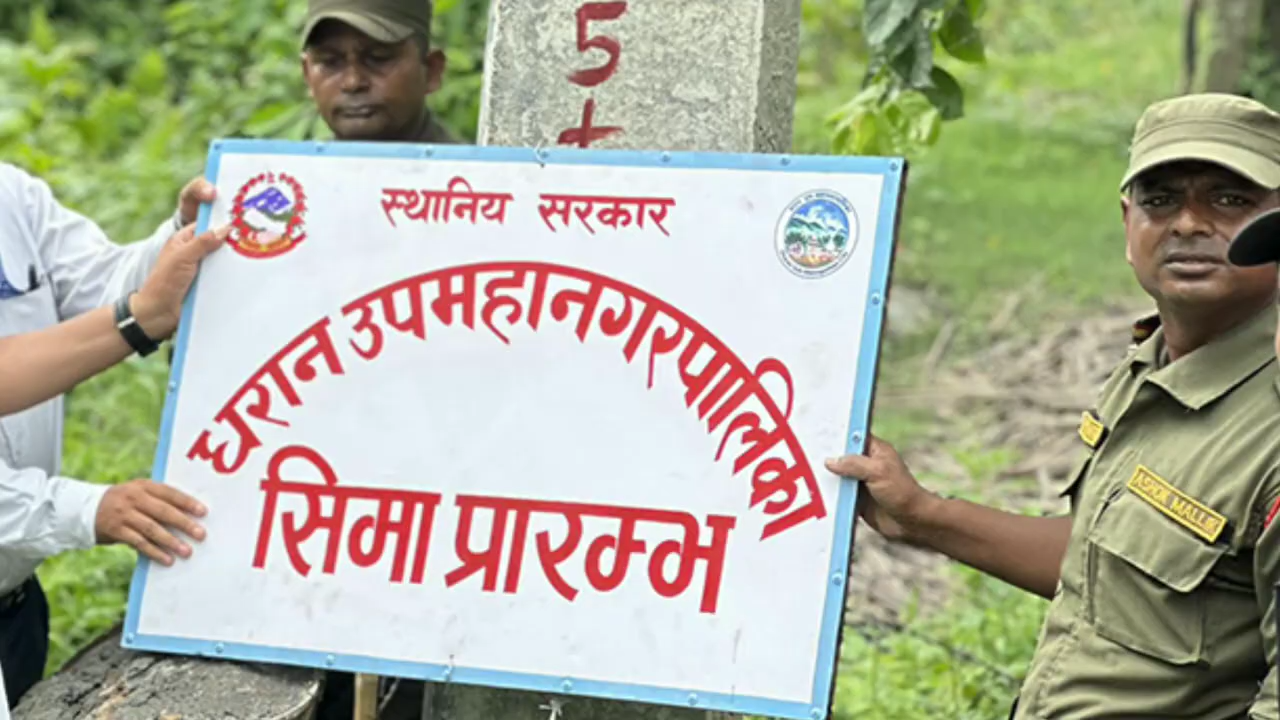 5
+
स्थानिय सरकार
धरान उपमहानगरपालिका
सिमा प्रारम्भ
ASHOK MALLIK